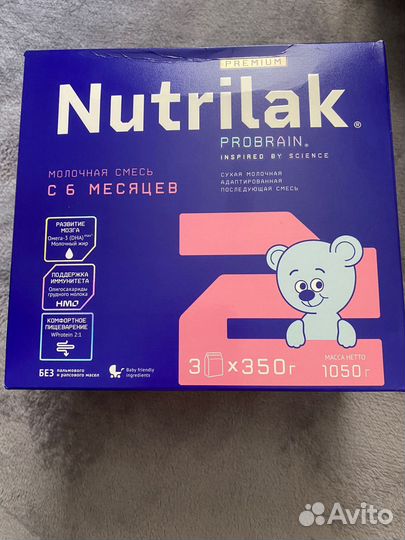 PREMIUM
Nutrilak®
PROBRAIN®
INSPIRED BY SCIENCE
МОЛОЧНАЯ СМЕСЬ
С 6 МЕСЯЦЕВ
СУХАЯ МОЛОЧНАЯ
АДАПТИРОВАННАЯ
ПОСЛЕДУЮЩАЯ СМЕСЬ
РАЗВИТИЕ
МОЗГА
Омега-3 (DHA)
Молочный жир
ПОДДЕРЖКА
ИММУНИТЕТА
Олигосахариды
грудного молока
HMO
КОМФОРТНОЕ
ПИЩЕВАРЕНИЕ
WProtein 2:1
2
БЕЗ пальмового
и рапсового масел
Baby friendly
ingredients
3 x 350 г
МАССА НЕТТО
1050 г
Avito